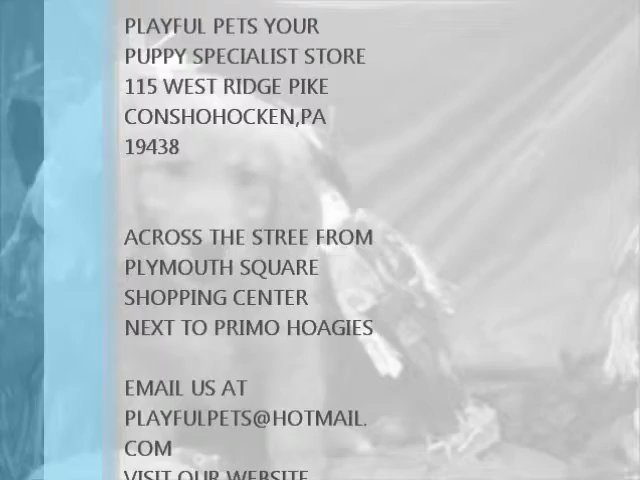 PLAYFUL PETS YOUR
PUPPY SPECIALIST STORE
115 WEST RIDGE PIKE
CONSHOHOCKEN,PA
19438
ACROSS THE STREE FROM
PLYMOUTH SQUARE
SHOPPING CENTER
NEXT TO PRIMO HOAGIES
EMAIL US AT
PLAYFULPETS@HOTMAIL.
COM
VISIT OUR WEBSITE